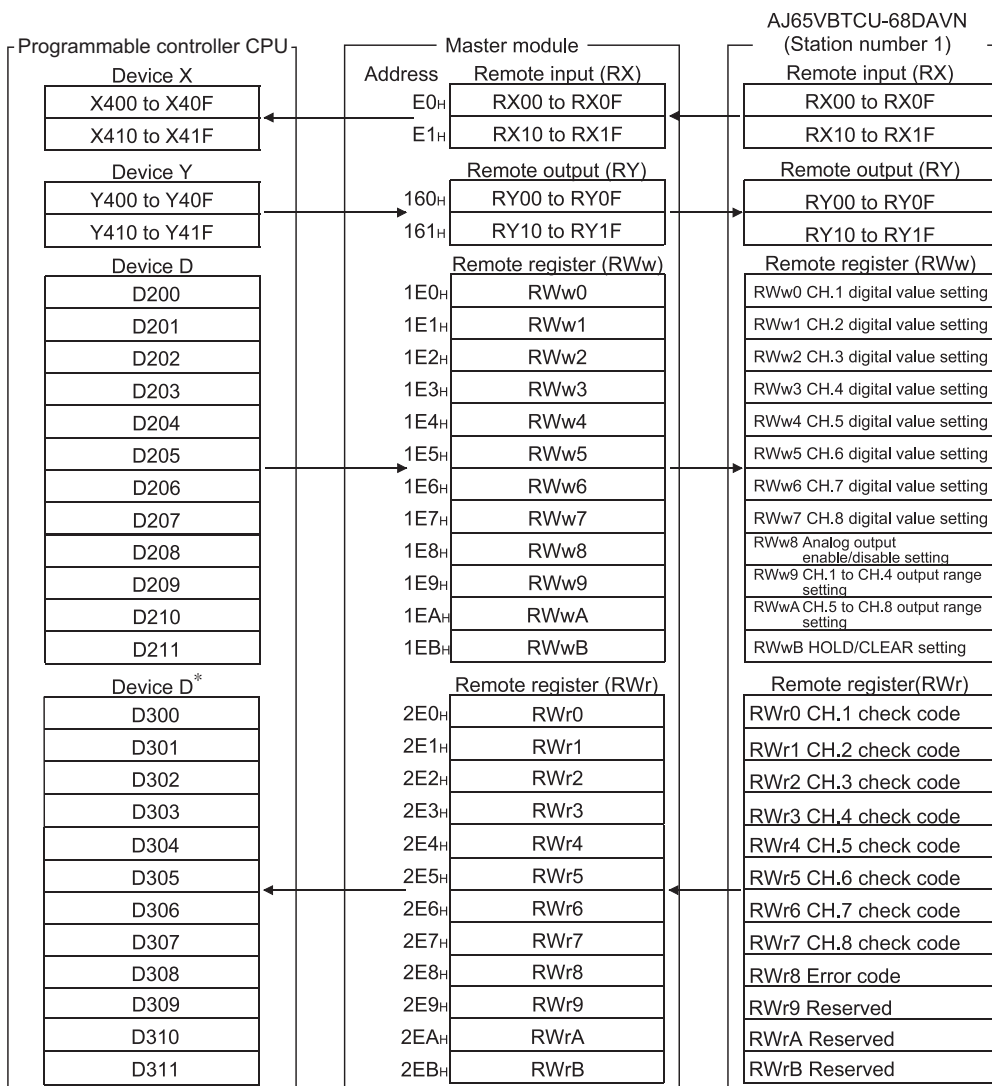 AJ65VBTCU-68DAVN
Programmable controller CPU Master module (Station number 1)
Device X Address Remote input (RX) Remote input (RX)
X400 to X40F E0H RX00 to RX0F RX00 to RX0F
X410 to X41F E1H RX10 to RX1F RX10 to RX1F
Device Y Remote output (RY) Remote output (RY)
Y400 to Y40F 160H RY00 to RY0F RY00 to RY0F
Y410 to Y41F 161H RY10 to RY1F RY10 to RY1F
Device D Remote register (RWw) Remote register (RWw)
D200 1E0H RWw0 RWw0 CH.1 digital value setting
D201 1E1H RWw1 RWw1 CH.2 digital value setting
D202 1E2H RWw2 RWw2 CH.3 digital value setting
D203 1E3H RWw3 RWw3 CH.4 digital value setting
D204 1E4H RWw4 RWw4 CH.5 digital value setting
D205 1E5H RWw5 RWw5 CH.6 digital value setting
D206 1E6H RWw6 RWw6 CH.7 digital value setting
D207 1E7H RWw7 RWw7 CH.8 digital value setting
D208 1E8H RWw8 RWw8 Analog output
enable/disable setting
D209 1E9H RWw9 RWw9 CH.1 to CH.4 output range
setting
D210 1EAH RWwA RWwA CH.5 to CH.8 output range
setting
D211 1EBH RWwB RWwB HOLD/CLEAR setting
Device D* Remote register (RWr) Remote register(RWr)
D300 2E0H RWr0 RWr0 CH.1 check code
D301 2E1H RWr1 RWr1 CH.2 check code
D302 2E2H RWr2 RWr2 CH.3 check code
D303 2E3H RWr3 RWr3 CH.4 check code
D304 2E4H RWr4 RWr4 CH.5 check code
D305 2E5H RWr5 RWr5 CH.6 check code
D306 2E6H RWr6 RWr6 CH.7 check code
D307 2E7H RWr7 RWr7 CH.8 check code
D308 2E8H RWr8 RWr8 Error code
D309 2E9H RWr9 RWr9 Reserved
D310 2EAH RWrA RWrA Reserved
D311 2EBH RWrB RWrB Reserved